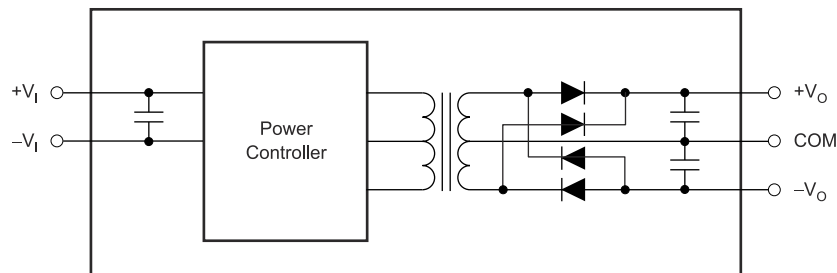 +V_I
–V_I
Power
Controller
+V_O
COM
–V_O